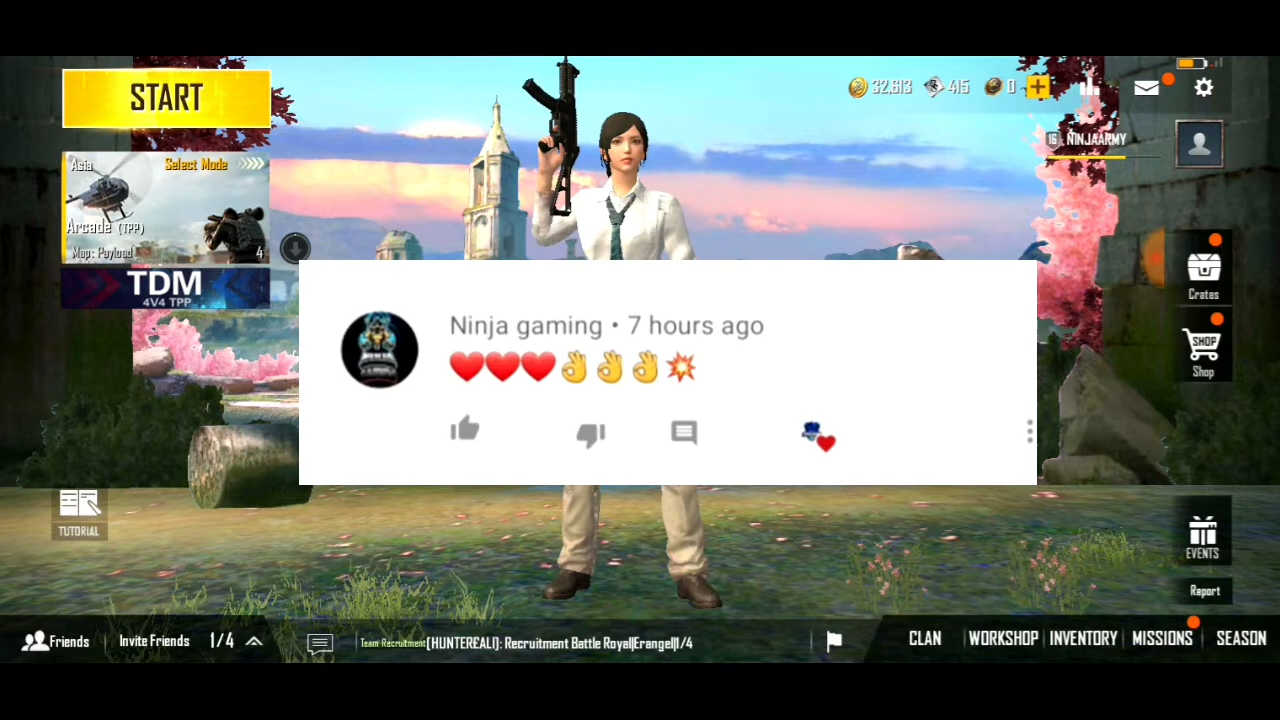 START
32,613
415
0
16
NINJAARMY
Asia
Select Mode
Arcade (TPP)
Map: Payload
4
TDM
4V4 TPP
Ninja gaming • 7 hours ago
❤️❤️❤️👌👌👌💥
Crates
SHOP
Shop
TUTORIAL
EVENTS
Report
Friends
Invite Friends
1/4
Team Recruitment[HUNTER£ALI]: Recruitment Battle Royal|Erangel|1/4
CLAN
WORKSHOP
INVENTORY
MISSIONS
SEASON